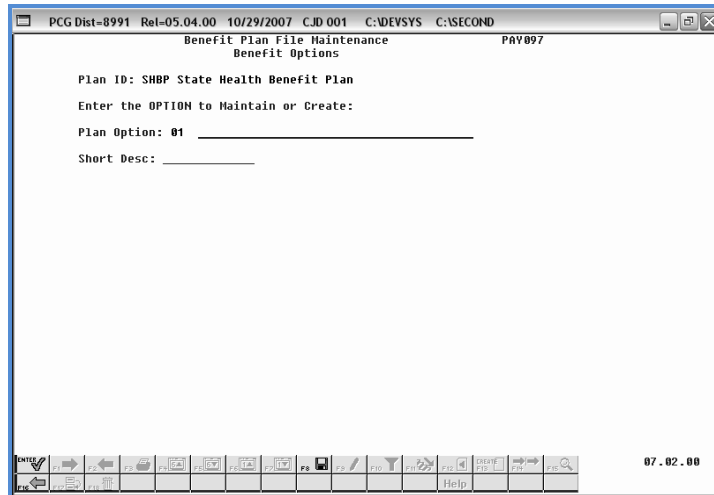 PCG Dist=8991 Rel=05.04.00 10/29/2007 CJD 001 C:\DEVSYS C:\SECOND
Benefit Plan File Maintenance PAY097
Benefit Options
Plan ID: SHBP State Health Benefit Plan
Enter the OPTION to Maintain or Create:
Plan Option: 01
Short Desc:
ENTER F1 F2 F3 F4 F5 F6 F7 F8 F9 F10 F11 F12 CREATE F13 F14 F15 07.02.00
F16 F17 F18 Help